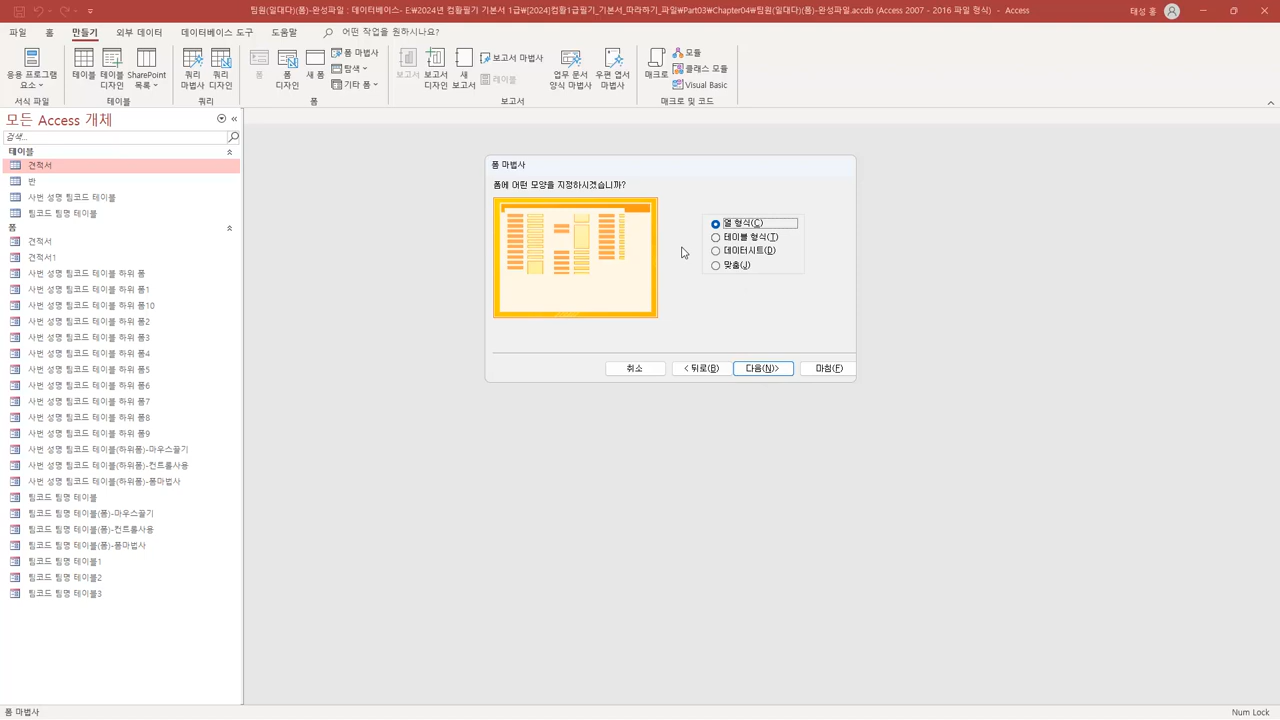 팀원(일대다)(폼)-완성파일 : 데이터베이스- E:₩2024년 컴활필기 기본서 1급₩[2024]컴활1급필기_기본서_따라하기_파일₩Part03₩Chapter04₩팀원(일대다)(폼)-완성파일.accdb (Access 2007 - 2016 파일 형식) - Access
태성 홍
파일 홈 만들기 외부 데이터 데이터베이스 도구 도움말 어떤 작업을 원하시나요?
응용 프로그램 요소
서식 파일
테이블
테이블 디자인
SharePoint 목록
테이블
쿼리 마법사
쿼리 디자인
쿼리
폼
폼 디자인
새 폼
폼 마법사
탐색
기타 폼
폼
보고서
보고서 디자인
새 보고서
보고서 마법사
레이블
업무 문서 양식 마법사
우편 엽서 마법사
보고서
매크로
모듈
클래스 모듈
Visual Basic
매크로 및 코드
모든 Access 개체
검색...
테이블
견적서
반
사번 성명 팀코드 테이블
팀코드 팀명 테이블
폼
견적서
견적서1
사번 성명 팀코드 테이블 하위 폼
사번 성명 팀코드 테이블 하위 폼1
사번 성명 팀코드 테이블 하위 폼10
사번 성명 팀코드 테이블 하위 폼2
사번 성명 팀코드 테이블 하위 폼3
사번 성명 팀코드 테이블 하위 폼4
사번 성명 팀코드 테이블 하위 폼5
사번 성명 팀코드 테이블 하위 폼6
사번 성명 팀코드 테이블 하위 폼7
사번 성명 팀코드 테이블 하위 폼8
사번 성명 팀코드 테이블 하위 폼9
사번 성명 팀코드 테이블(하위폼)-마우스끌기
사번 성명 팀코드 테이블(하위폼)-컨트롤사용
사번 성명 팀코드 테이블(하위폼)-폼마법사
팀코드 팀명 테이블
팀코드 팀명 테이블(폼)-마우스끌기
팀코드 팀명 테이블(폼)-컨트롤사용
팀코드 팀명 테이블(폼)-폼마법사
팀코드 팀명 테이블1
팀코드 팀명 테이블2
팀코드 팀명 테이블3
폼 마법사
폼에 어떤 모양을 지정하시겠습니까?
열 형식(C)
테이블 형식(T)
데이터시트(D)
맞춤(J)
취소 < 뒤로(B) 다음(N)> 마침(F)
폼 마법사
Num Lock